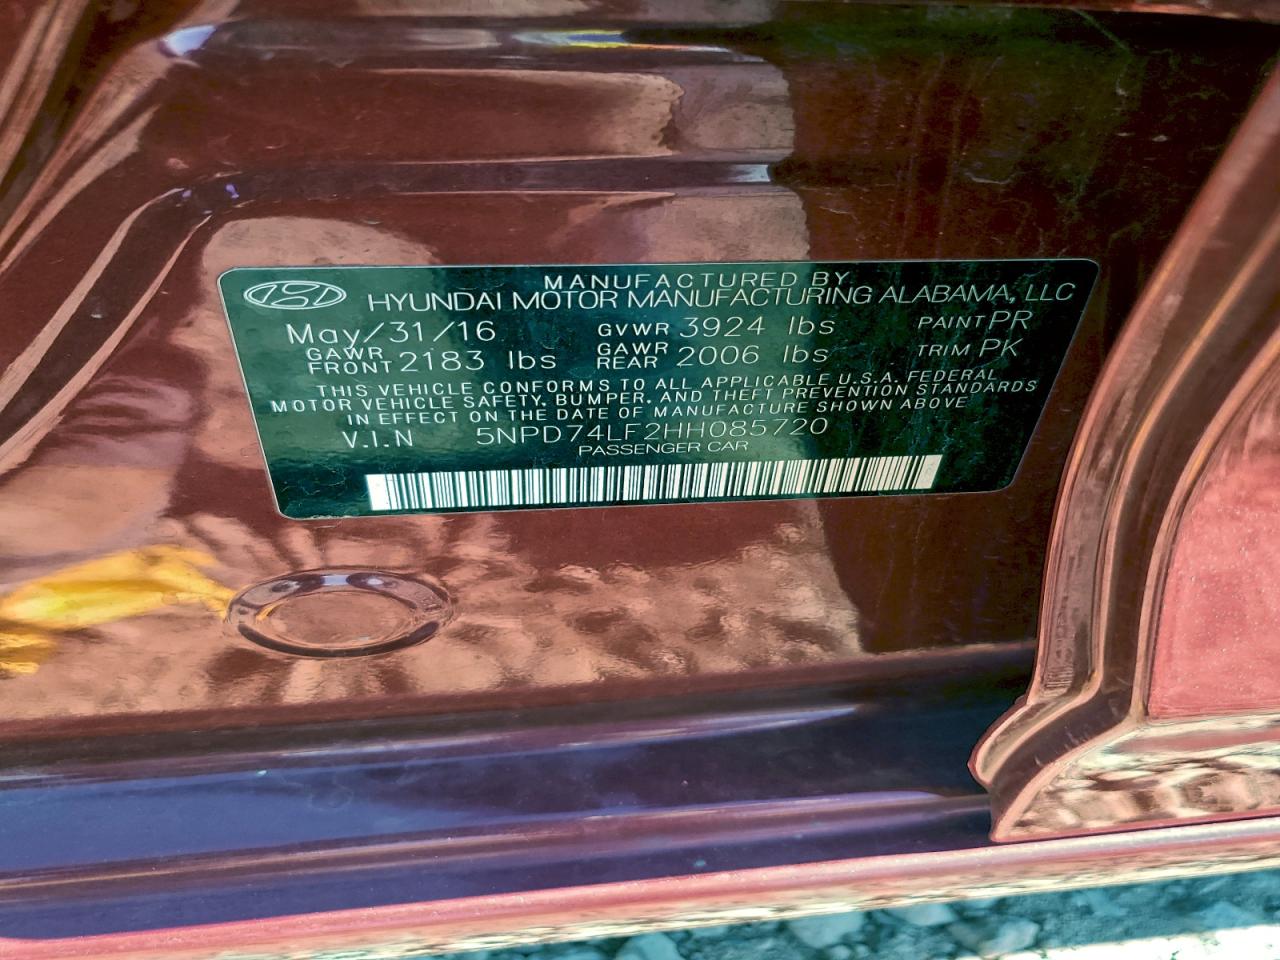 MANUFACTURED BY
HYUNDAI MOTOR MANUFACTURING ALABAMA, LLC
May/31/16 GVWR 3924 lbs PAINT PR
GAWR FRONT 2183 lbs GAWR REAR 2006 lbs TRIM PK
THIS VEHICLE CONFORMS TO ALL APPLICABLE U.S.A. FEDERAL
MOTOR VEHICLE SAFETY, BUMPER, AND THEFT PREVENTION STANDARDS
IN EFFECT ON THE DATE OF MANUFACTURE SHOWN ABOVE
V.I.N 5NPD74LF2HH085720
PASSENGER CAR